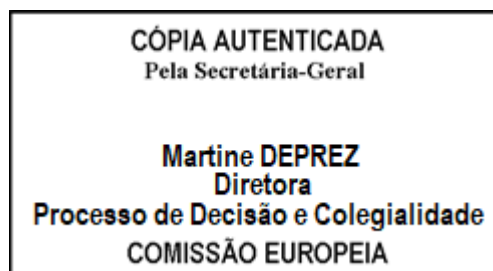 CÓPIA AUTENTICADA
Pela Secretária-Geral
Martine DEPREZ
Diretora
Processo de Decisão e Colegialidade
COMISSÃO EUROPEIA